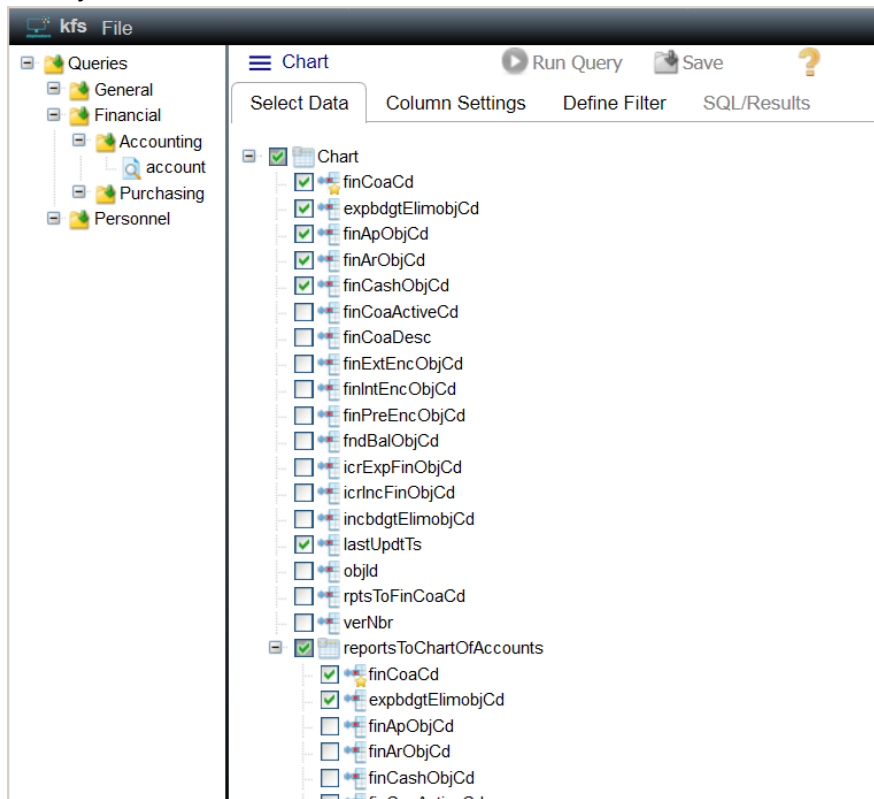 kfs File
Queries
General
Financial
Accounting
account
Purchasing
Personnel
Chart Run Query Save
Select Data Column Settings Define Filter SQL/Results
Chart
finCoaCd
expbdgtElimobjCd
finApObjCd
finArObjCd
finCashObjCd
finCoaActiveCd
finCoaDesc
finExtEncObjCd
finIntEncObjCd
finPreEncObjCd
fndBalObjCd
icrExpFinObjCd
icrIncFinObjCd
incbdgtElimobjCd
lastUpdtTs
objId
rptsToFinCoaCd
verNbr
reportsToChartOfAccounts
finCoaCd
expbdgtElimobjCd
finApObjCd
finArObjCd
finCashObjCd